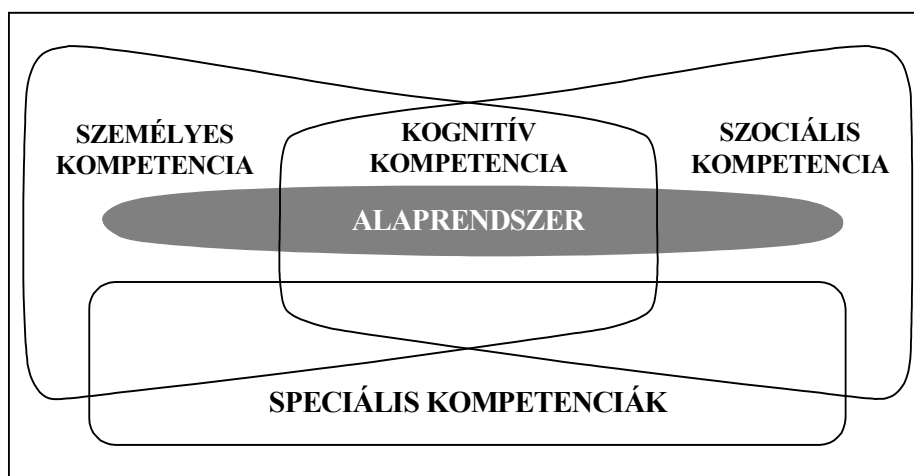 SZEMÉLYES
KOMPETENCIA
KOGNITÍV
KOMPETENCIA
SZOCIÁLIS
KOMPETENCIA
ALAPRENDSZER
SPECIÁLIS KOMPETENCIÁK